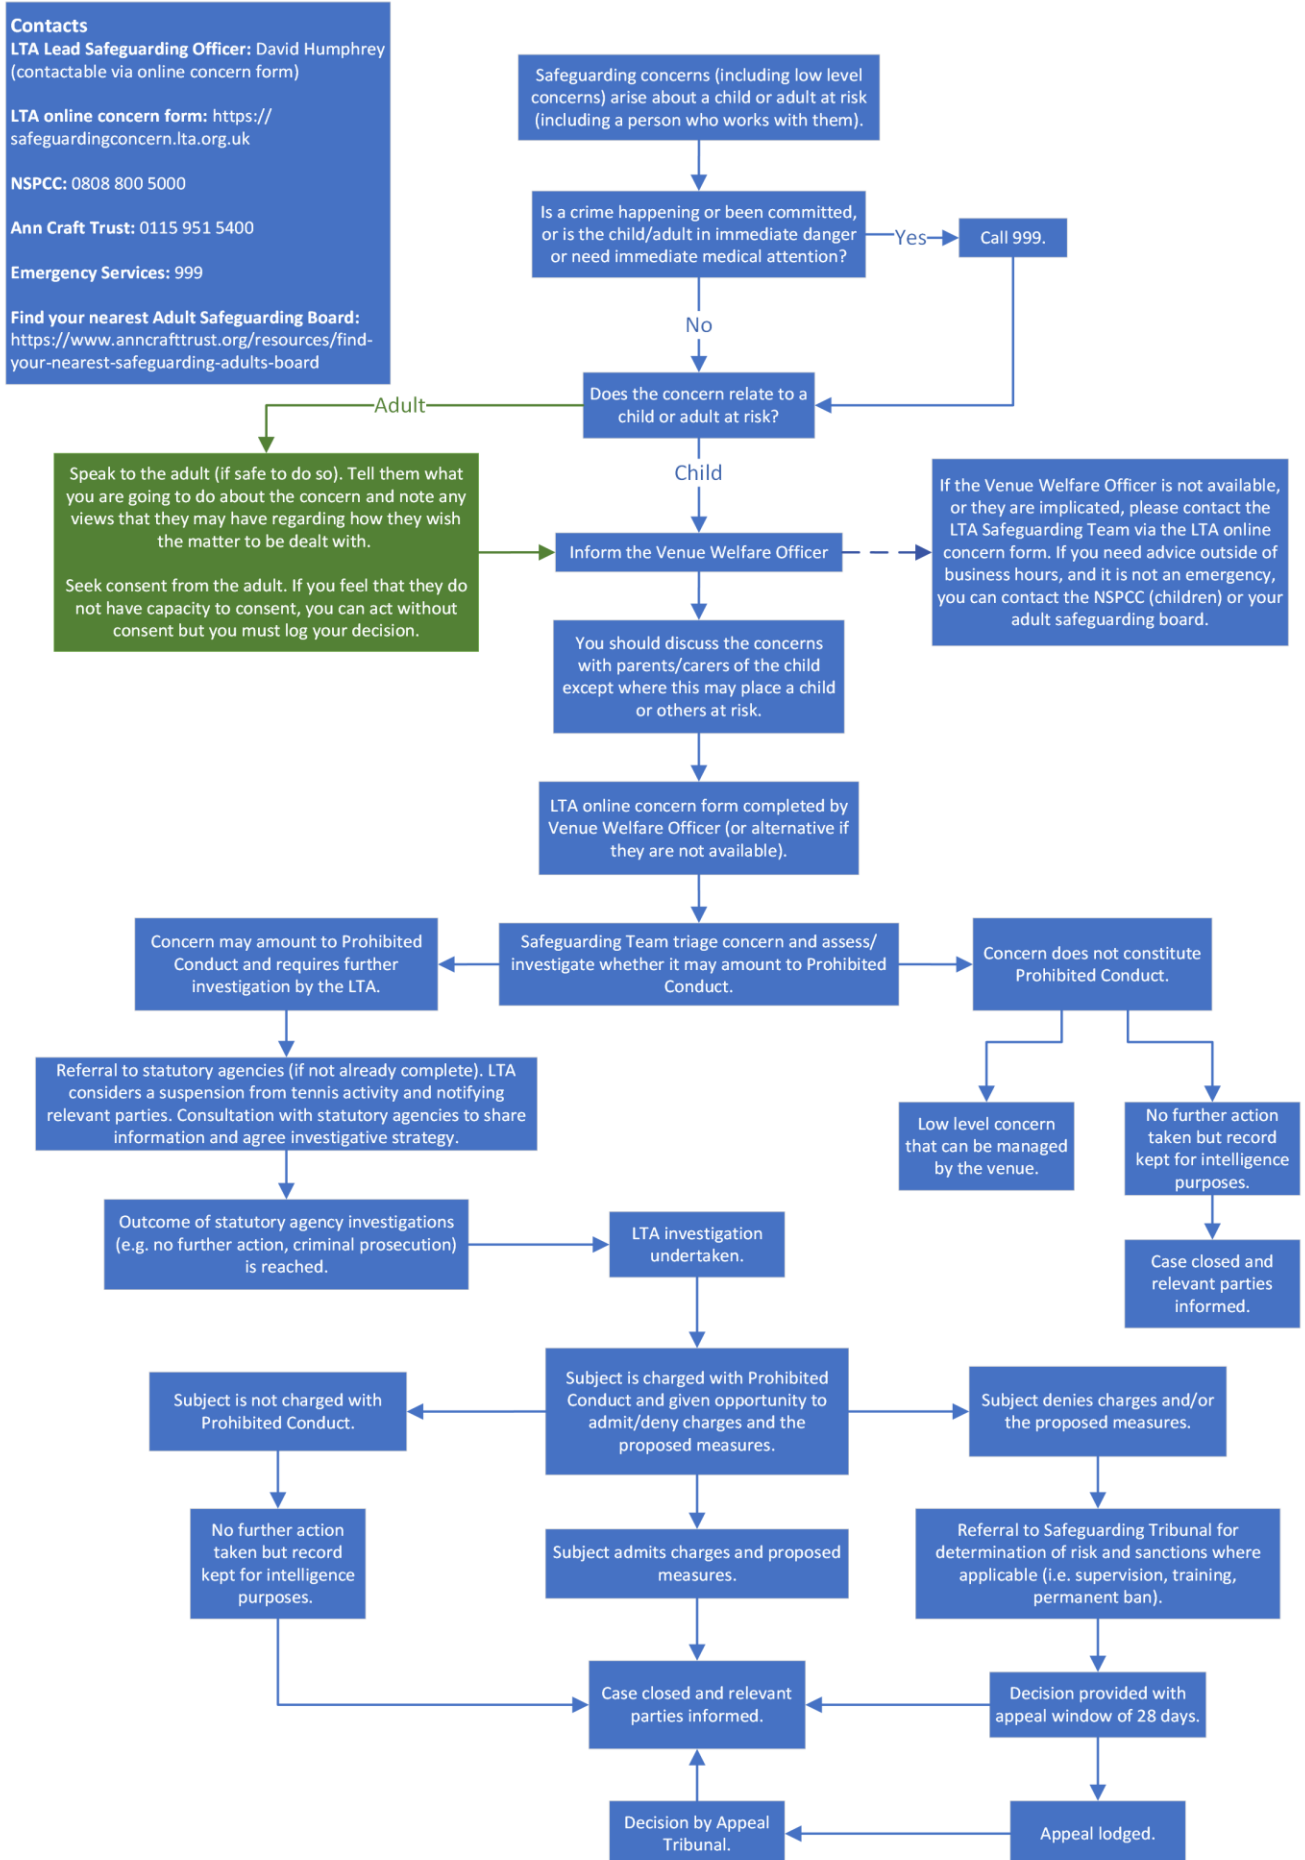 Contacts
LTA Lead Safeguarding Officer: David Humphrey
(contactable via online concern form)
LTA online concern form: https://
safeguardingconcern.lta.org.uk
NSPCC: 0808 800 5000
Ann Craft Trust: 0115 951 5400
Emergency Services: 999
Find your nearest Adult Safeguarding Board:
https://www.anncrafttrust.org/resources/find-
your-nearest-safeguarding-adults-board
Safeguarding concerns (including low level
concerns) arise about a child or adult at risk
(including a person who works with them).
Is a crime happening or been committed,
or is the child/adult in immediate danger
or need immediate medical attention?
Yes
Call 999.
No
Does the concern relate to a
child or adult at risk?
Adult
Child
Speak to the adult (if safe to do so). Tell them what
you are going to do about the concern and note any
views that they may have regarding how they wish
the matter to be dealt with.
Seek consent from the adult. If you feel that they do
not have capacity to consent, you can act without
consent but you must log your decision.
Inform the Venue Welfare Officer
If the Venue Welfare Officer is not available,
or they are implicated, please contact the
LTA Safeguarding Team via the LTA online
concern form. If you need advice outside of
business hours, and it is not an emergency,
you can contact the NSPCC (children) or your
adult safeguarding board.
You should discuss the concerns
with parents/carers of the child
except where this may place a child
or others at risk.
LTA online concern form completed by
Venue Welfare Officer (or alternative if
they are not available).
Concern may amount to Prohibited
Conduct and requires further
investigation by the LTA.
Safeguarding Team triage concern and assess/
investigate whether it may amount to Prohibited
Conduct.
Concern does not constitute
Prohibited Conduct.
Referral to statutory agencies (if not already complete). LTA
considers a suspension from tennis activity and notifying
relevant parties. Consultation with statutory agencies to share
information and agree investigative strategy.
Low level concern
that can be managed
by the venue.
No further action
taken but record
kept for intelligence
purposes.
Outcome of statutory agency investigations
(e.g. no further action, criminal prosecution)
is reached.
LTA investigation
undertaken.
Case closed and
relevant parties
informed.
Subject is not charged with
Prohibited Conduct.
Subject is charged with Prohibited
Conduct and given opportunity to
admit/deny charges and the
proposed measures.
Subject denies charges and/or
the proposed measures.
No further action
taken but record
kept for intelligence
purposes.
Subject admits charges and proposed
measures.
Referral to Safeguarding Tribunal for
determination of risk and sanctions where
applicable (i.e. supervision, training,
permanent ban).
Case closed and relevant
parties informed.
Decision provided with
appeal window of 28 days.
Decision by Appeal
Tribunal.
Appeal lodged.